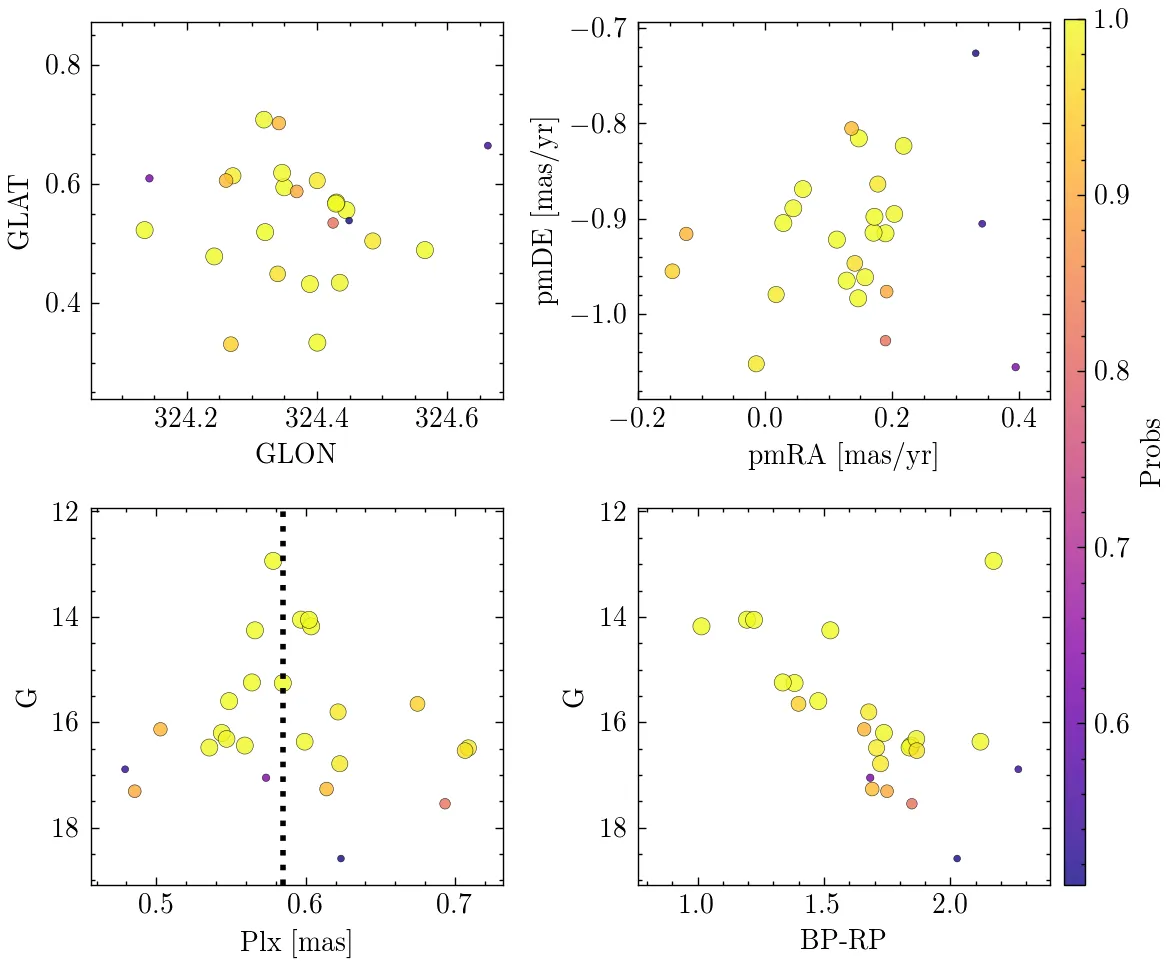 0.8
0.6
0.4
GLAT
324.2 324.4 324.6
GLON
−0.7
−0.8
−0.9
−1.0
pmDE [mas/yr]
−0.2 0.0 0.2 0.4
pmRA [mas/yr]
12
14
16
18
G
0.5 0.6 0.7
Plx [mas]
12
14
16
18
G
1.0 1.5 2.0
BP-RP
1.0
0.9
0.8
0.7
0.6
Probs